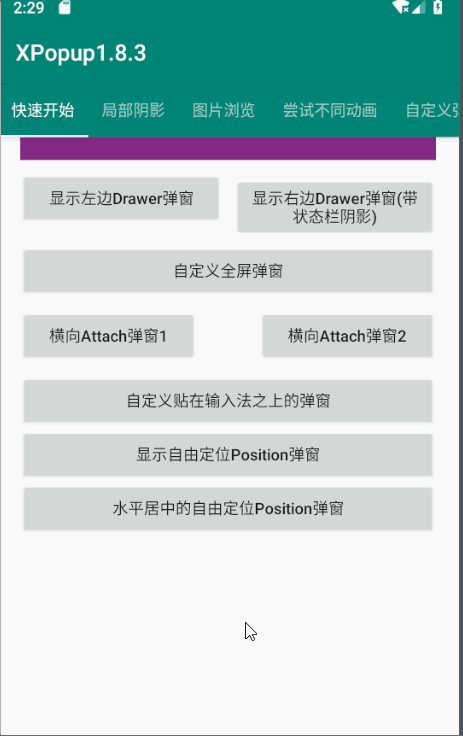 2:29
XPopup1.8.3
快速开始 局部阴影 图片浏览 尝试不同动画 自定义
显示左边Drawer弹窗
显示右边Drawer弹窗(带
状态栏阴影)
自定义全屏弹窗
横向Attach弹窗1 横向Attach弹窗2
自定义贴在输入法之上的弹窗
显示自由定位Position弹窗
水平居中的自由定位Position弹窗